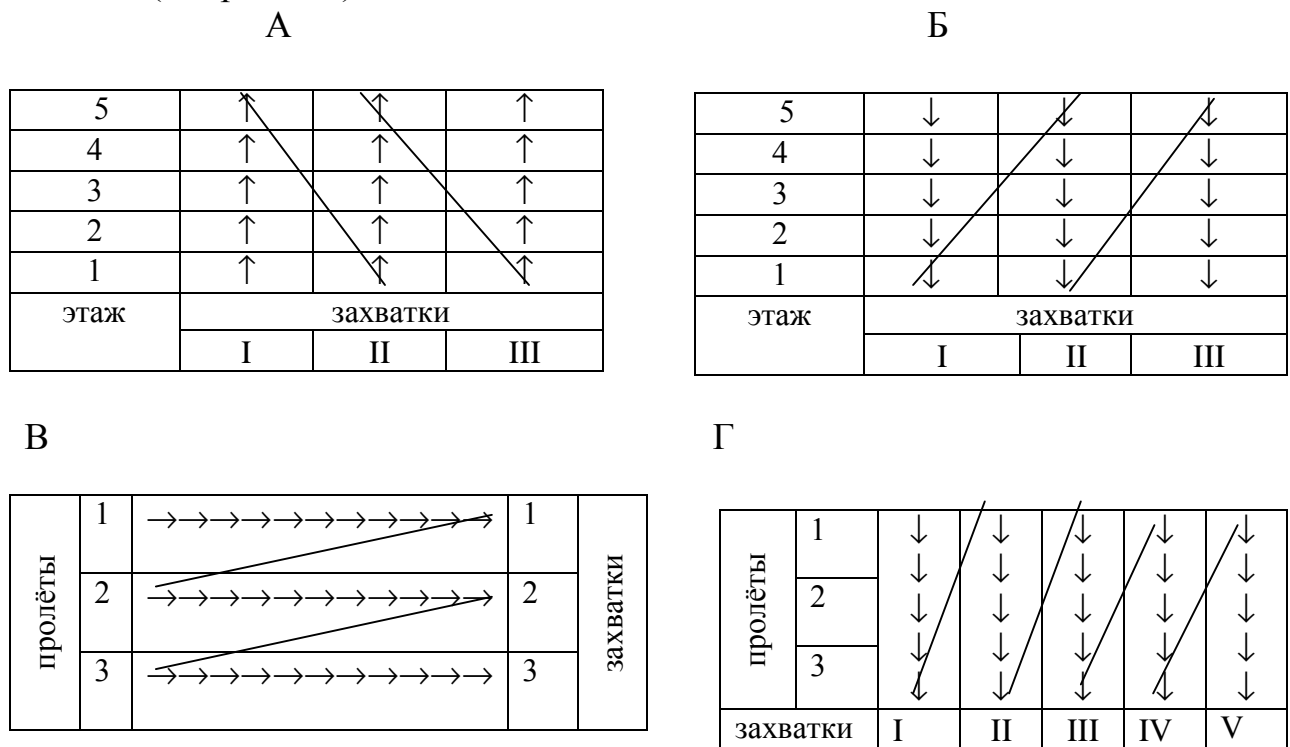 А
Б
5 ↑ ↑ ↑
4 ↑ ↑ ↑
3 ↑ ↑ ↑
2 ↑ ↑ ↑
1 ↑ ↑ ↑
этаж захватки
I II III
5 ↓ ↓ ↓
4 ↓ ↓ ↓
3 ↓ ↓ ↓
2 ↓ ↓ ↓
1 ↓ ↓ ↓
этаж захватки
I II III
В
Г
пролёты
1 →→→→→→→→→→→ 1
2 →→→→→→→→→→→ 2
3 →→→→→→→→→→→ 3
захватки
пролёты
1 ↓ ↓ ↓ ↓ ↓
↓ ↓ ↓ ↓ ↓
2 ↓ ↓ ↓ ↓ ↓
↓ ↓ ↓ ↓ ↓
3 ↓ ↓ ↓ ↓ ↓
захватки I II III IV V